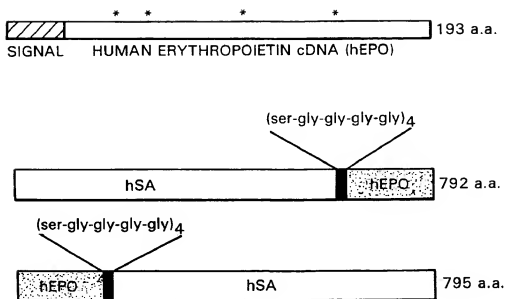 * * * *
193 a.a.
SIGNAL HUMAN ERYTHROPOIETIN cDNA (hEPO)
(ser-gly-gly-gly-gly)4
hSA hEPO 792 a.a.
(ser-gly-gly-gly-gly)4
hEPO hSA 795 a.a.